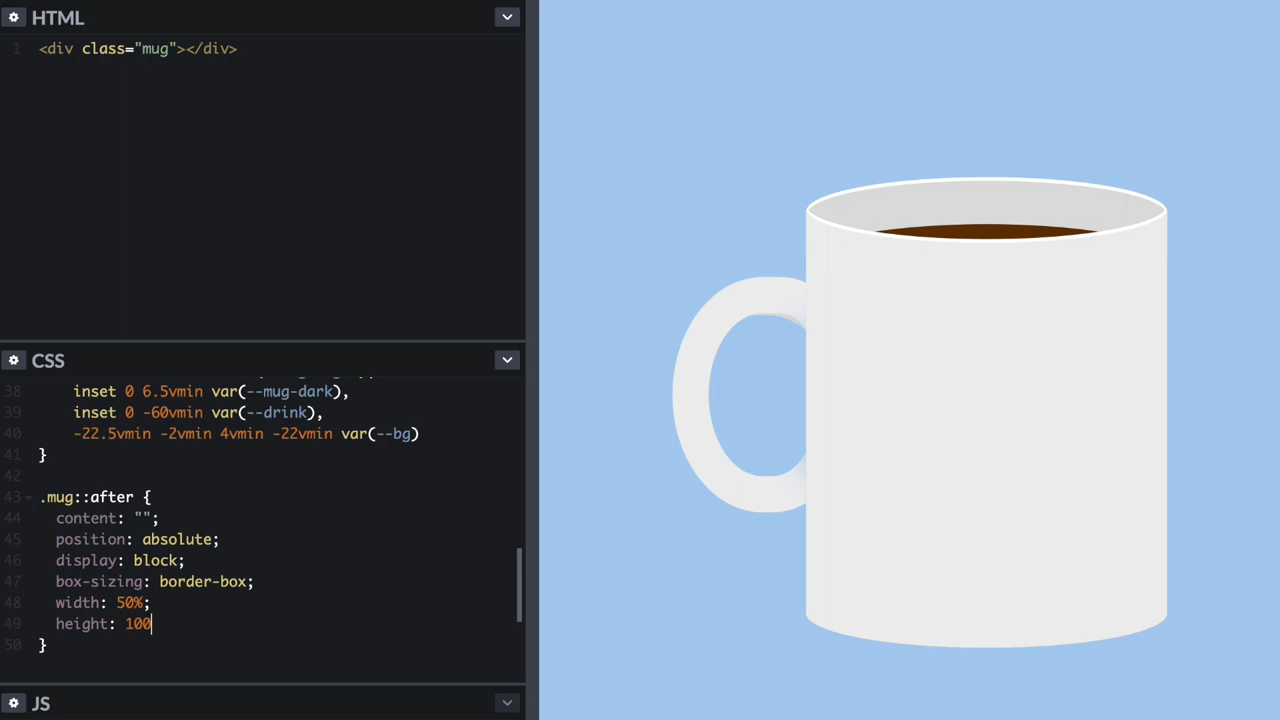 HTML
1 <div class="mug"></div>
CSS
38 inset 0 6.5vmin var(--mug-dark),
39 inset 0 -60vmin var(--drink),
40 -22.5vmin -2vmin 4vmin -22vmin var(--bg)
41 }
42
43 .mug::after {
44 content: "";
45 position: absolute;
46 display: block;
47 box-sizing: border-box;
48 width: 50%;
49 height: 100
50 }
JS